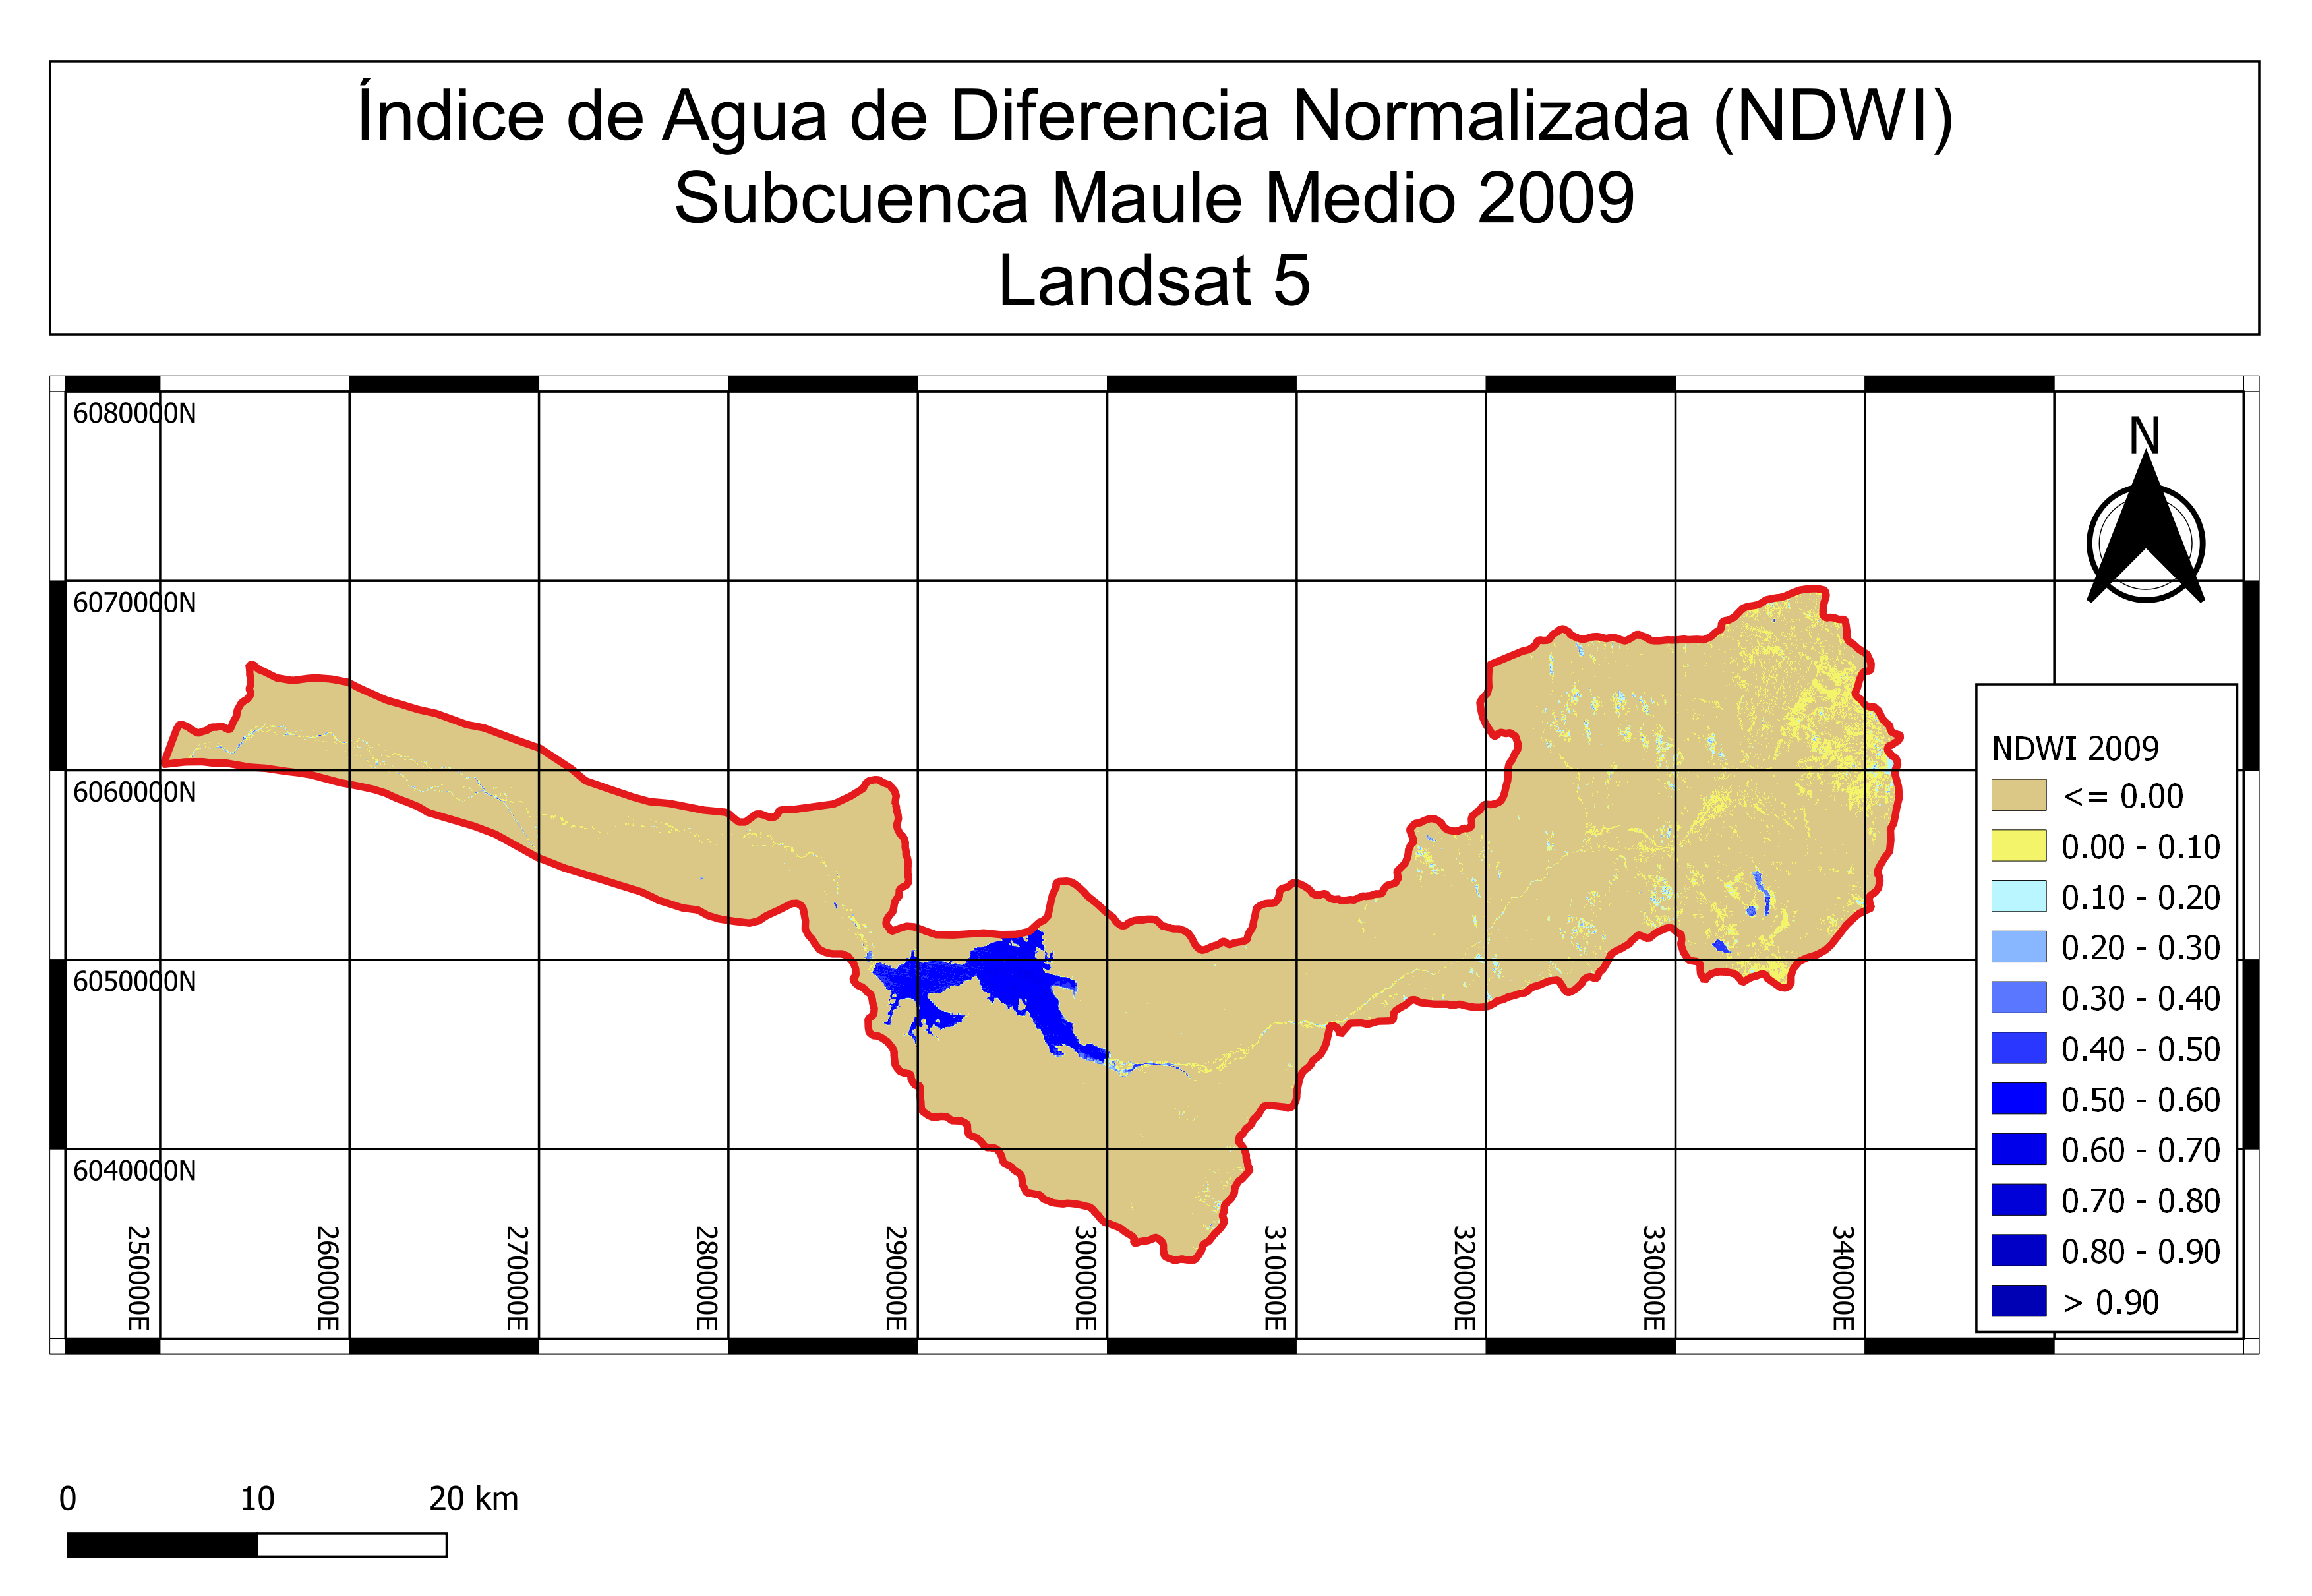 Índice de Agua de Diferencia Normalizada (NDWI)
Subcuenca Maule Medio 2009
Landsat 5
6080000N
N
6070000N
6060000N
6050000N
6040000N
250000E
260000E
270000E
280000E
290000E
300000E
310000E
320000E
330000E
340000E
NDWI 2009
<= 0.00
0.00 - 0.10
0.10 - 0.20
0.20 - 0.30
0.30 - 0.40
0.40 - 0.50
0.50 - 0.60
0.60 - 0.70
0.70 - 0.80
0.80 - 0.90
> 0.90
0 10 20 km